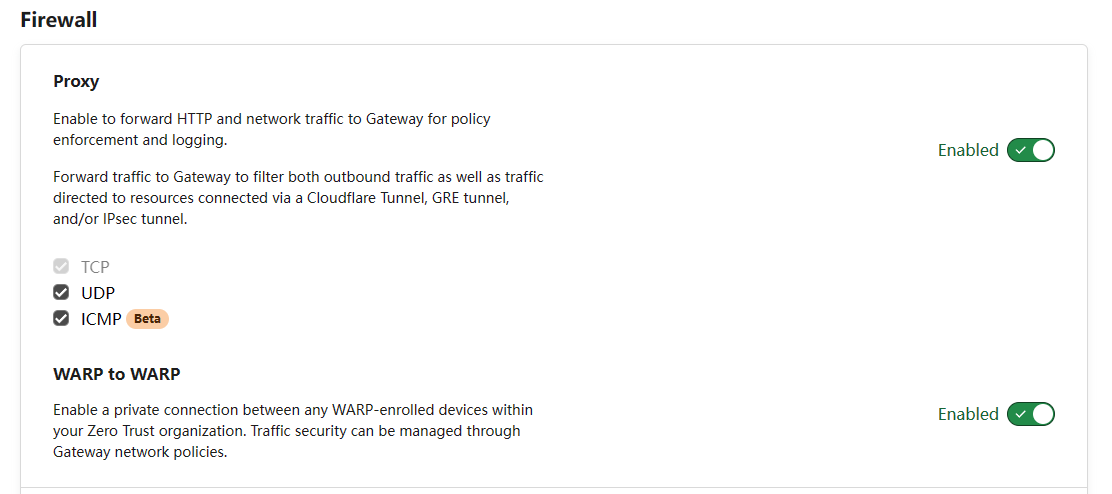 Firewall
Proxy
Enable to forward HTTP and network traffic to Gateway for policy
enforcement and logging.
Enabled
Forward traffic to Gateway to filter both outbound traffic as well as traffic
directed to resources connected via a Cloudflare Tunnel, GRE tunnel,
and/or IPsec tunnel.
TCP
UDP
ICMP Beta
WARP to WARP
Enable a private connection between any WARP-enrolled devices within
your Zero Trust organization. Traffic security can be managed through
Gateway network policies.
Enabled